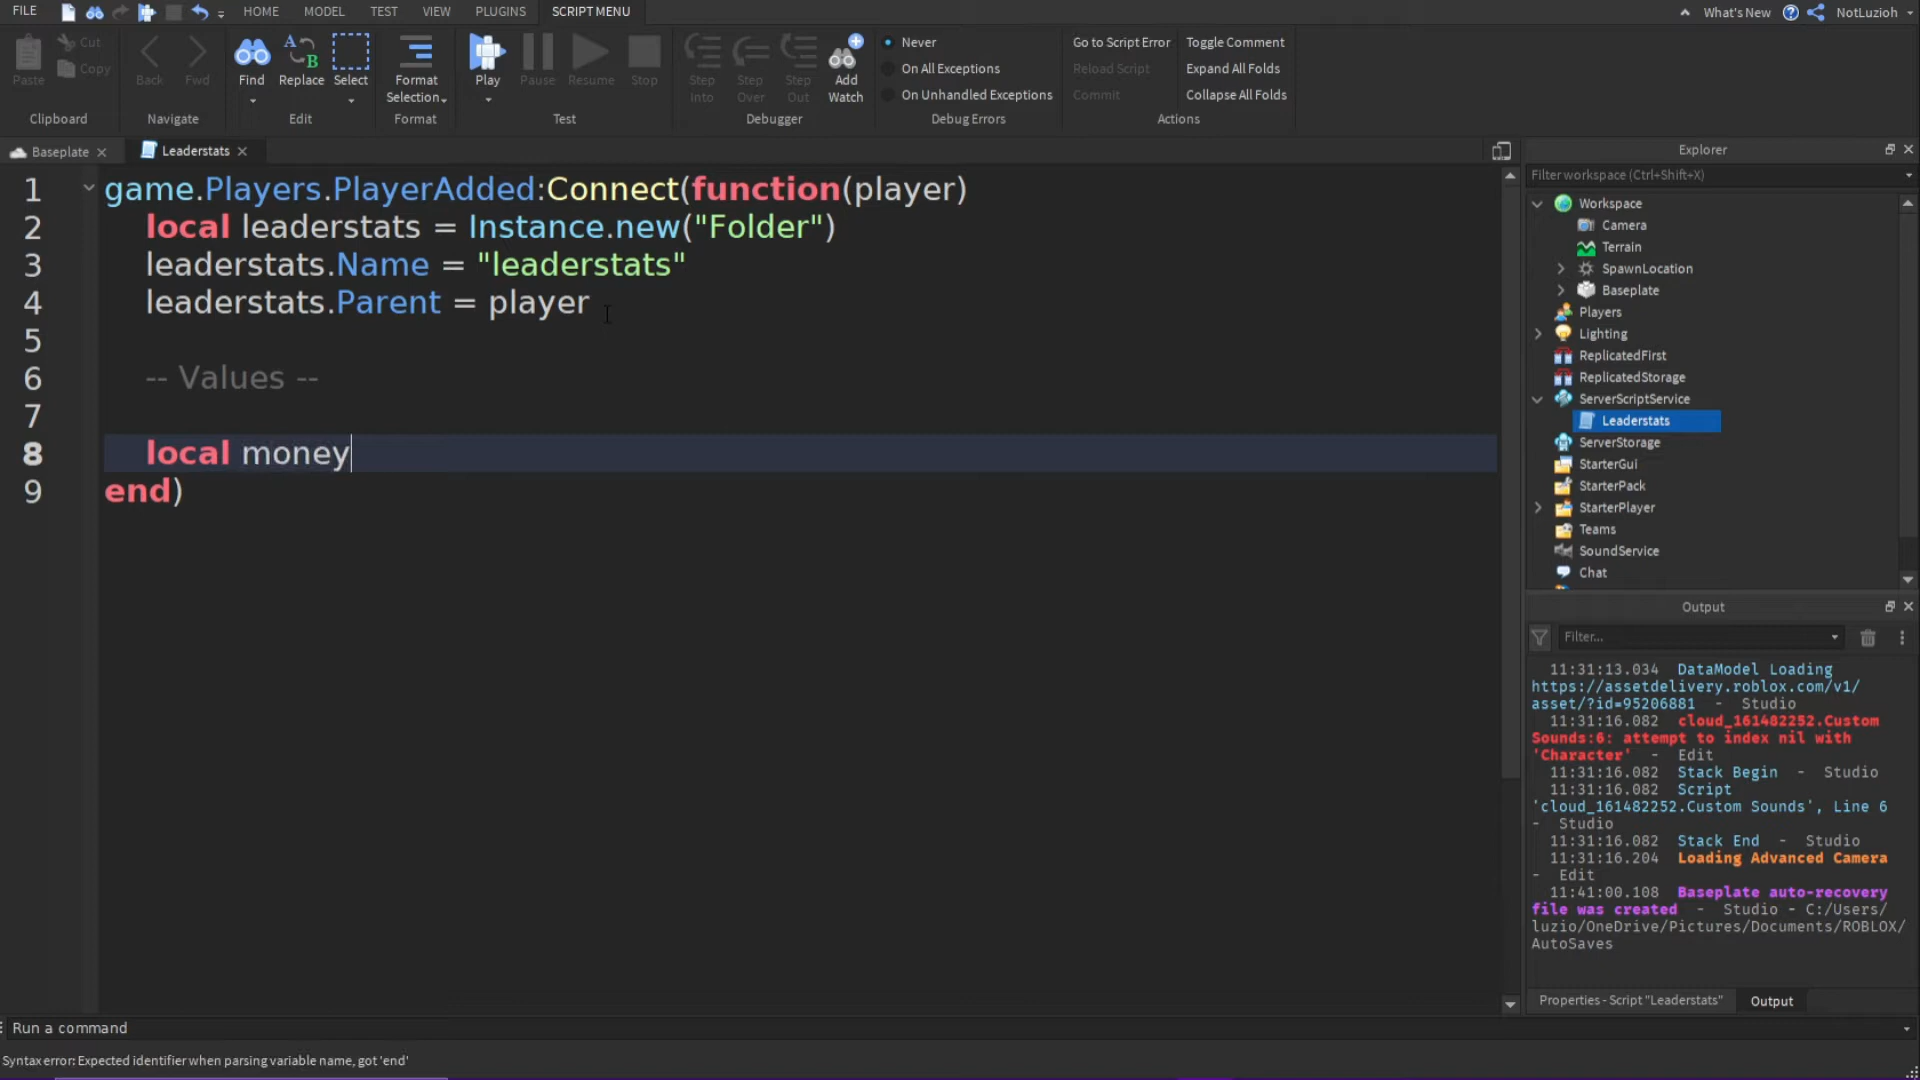 FILE HOME MODEL TEST VIEW PLUGINS SCRIPT MENU What's New NotLuzioh
Paste Cut Copy Back Fwd Find Replace Select Format Selection Play Pause Resume Stop Step Into Step Over Step Out Add Watch
Never
On All Exceptions
On Unhandled Exceptions
Go to Script Error
Reload Script
Commit
Toggle Comment
Expand All Folds
Collapse All Folds
Clipboard Navigate Edit Format Test Debugger Debug Errors Actions
Baseplate Leaderstats
1 game.Players.PlayerAdded:Connect(function(player)
2 local leaderstats = Instance.new("Folder")
3 leaderstats.Name = "leaderstats"
4 leaderstats.Parent = player
5
6 -- Values --
7
8 local money
9 end)
Explorer
Filter workspace (Ctrl+Shift+X)
Workspace
Camera
Terrain
SpawnLocation
Baseplate
Players
Lighting
ReplicatedFirst
ReplicatedStorage
ServerScriptService
Leaderstats
ServerStorage
StarterGui
StarterPack
StarterPlayer
Teams
SoundService
Chat
Output
Filter...
11:31:13.034 DataModel Loading
https://assetdelivery.roblox.com/v1/
asset/?id=95206881 - Studio
11:31:16.082 cloud_161482252.Custom
Sounds:6: attempt to index nil with
'Character' - Edit
11:31:16.082 Stack Begin - Studio
11:31:16.082 Script
'cloud_161482252.Custom Sounds', Line 6
- Studio
11:31:16.082 Stack End - Studio
11:31:16.204 Loading Advanced Camera
- Edit
11:41:00.108 Baseplate auto-recovery
file was created - Studio - C:/Users/
luzio/OneDrive/Pictures/Documents/ROBLOX/
AutoSaves
Properties - Script "Leaderstats" Output
Run a command
Syntax error: Expected identifier when parsing variable name, got 'end'